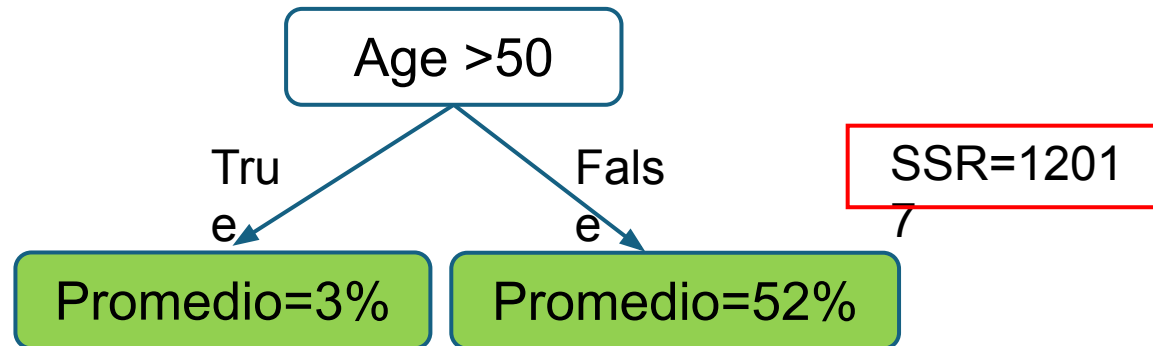 Age >50
Tru
e
Fals
e
SSR=1201
7
Promedio=3%
Promedio=52%